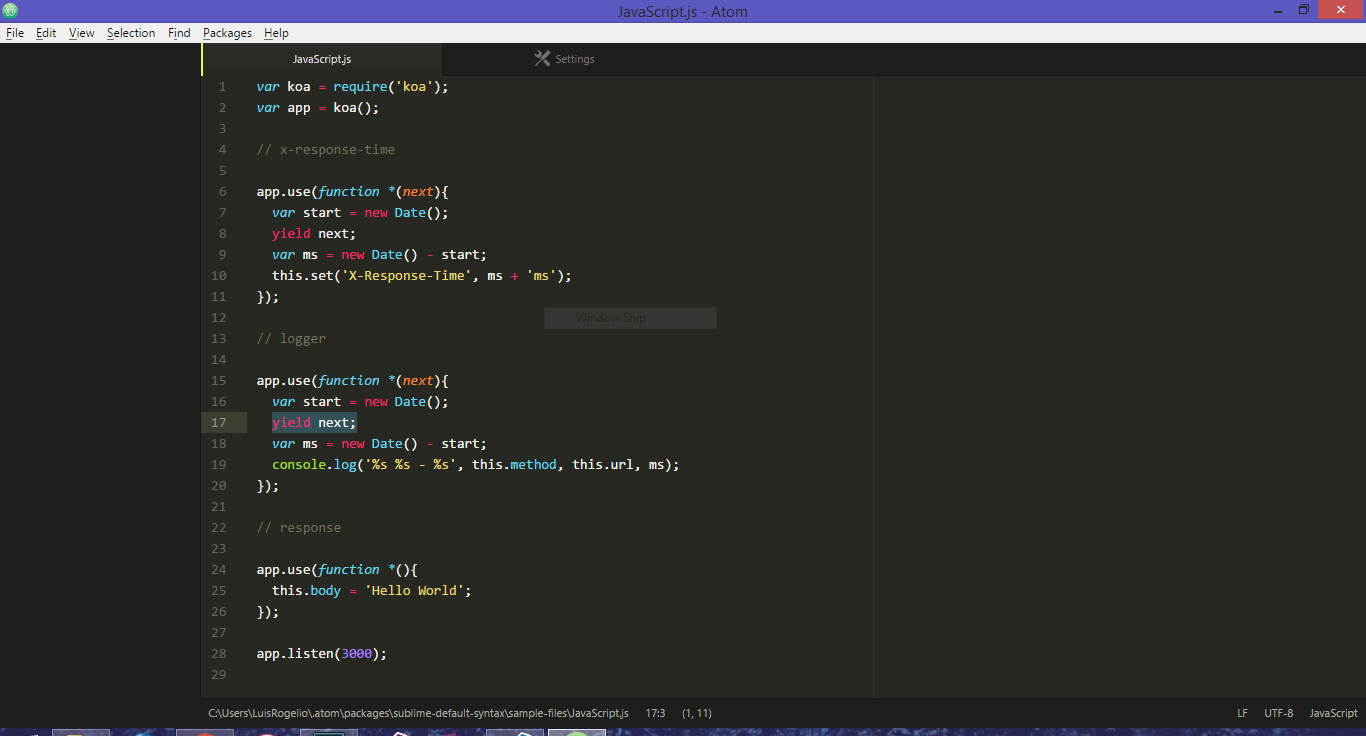 JavaScript.js - Atom
File Edit View Selection Find Packages Help
JavaScript.js Settings
1 var koa = require('koa');
2 var app = koa();
3
4 // x-response-time
5
6 app.use(function *(next){
7 var start = new Date();
8 yield next;
9 var ms = new Date() - start;
10 this.set('X-Response-Time', ms + 'ms');
11 });
12
Window Snip
13 // logger
14
15 app.use(function *(next){
16 var start = new Date();
17 yield next;
18 var ms = new Date() - start;
19 console.log('%s %s - %s', this.method, this.url, ms);
20 });
21
22 // response
23
24 app.use(function *(){
25 this.body = 'Hello World';
26 });
27
28 app.listen(3000);
29
C:\Users\LuisRogelio\.atom\packages\sublime-default-syntax\sample-files\JavaScript.js 17:3 (1, 11) LF UTF-8 JavaScript